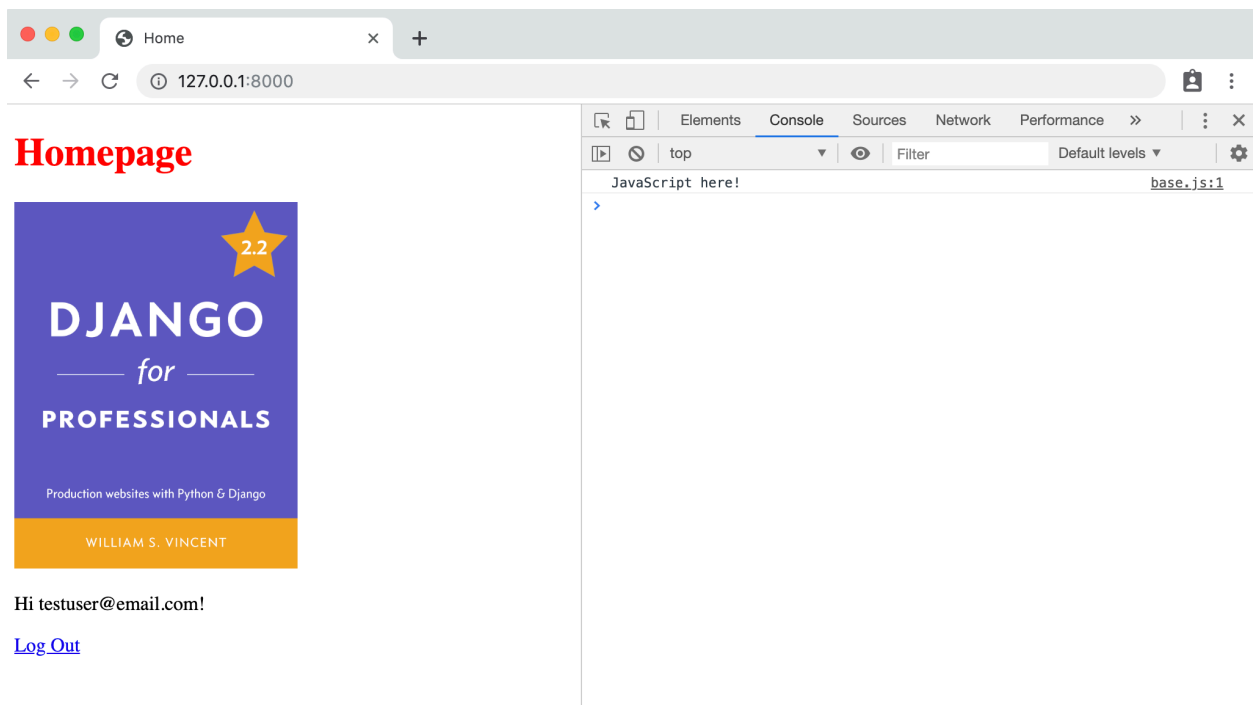 Home
127.0.0.1:8000
Homepage
2.2
DJANGO
for
PROFESSIONALS
Production websites with Python & Django
WILLIAM S. VINCENT
Hi testuser@email.com!
Log Out
Elements Console Sources Network Performance »
top Filter Default levels
JavaScript here! base.js:1